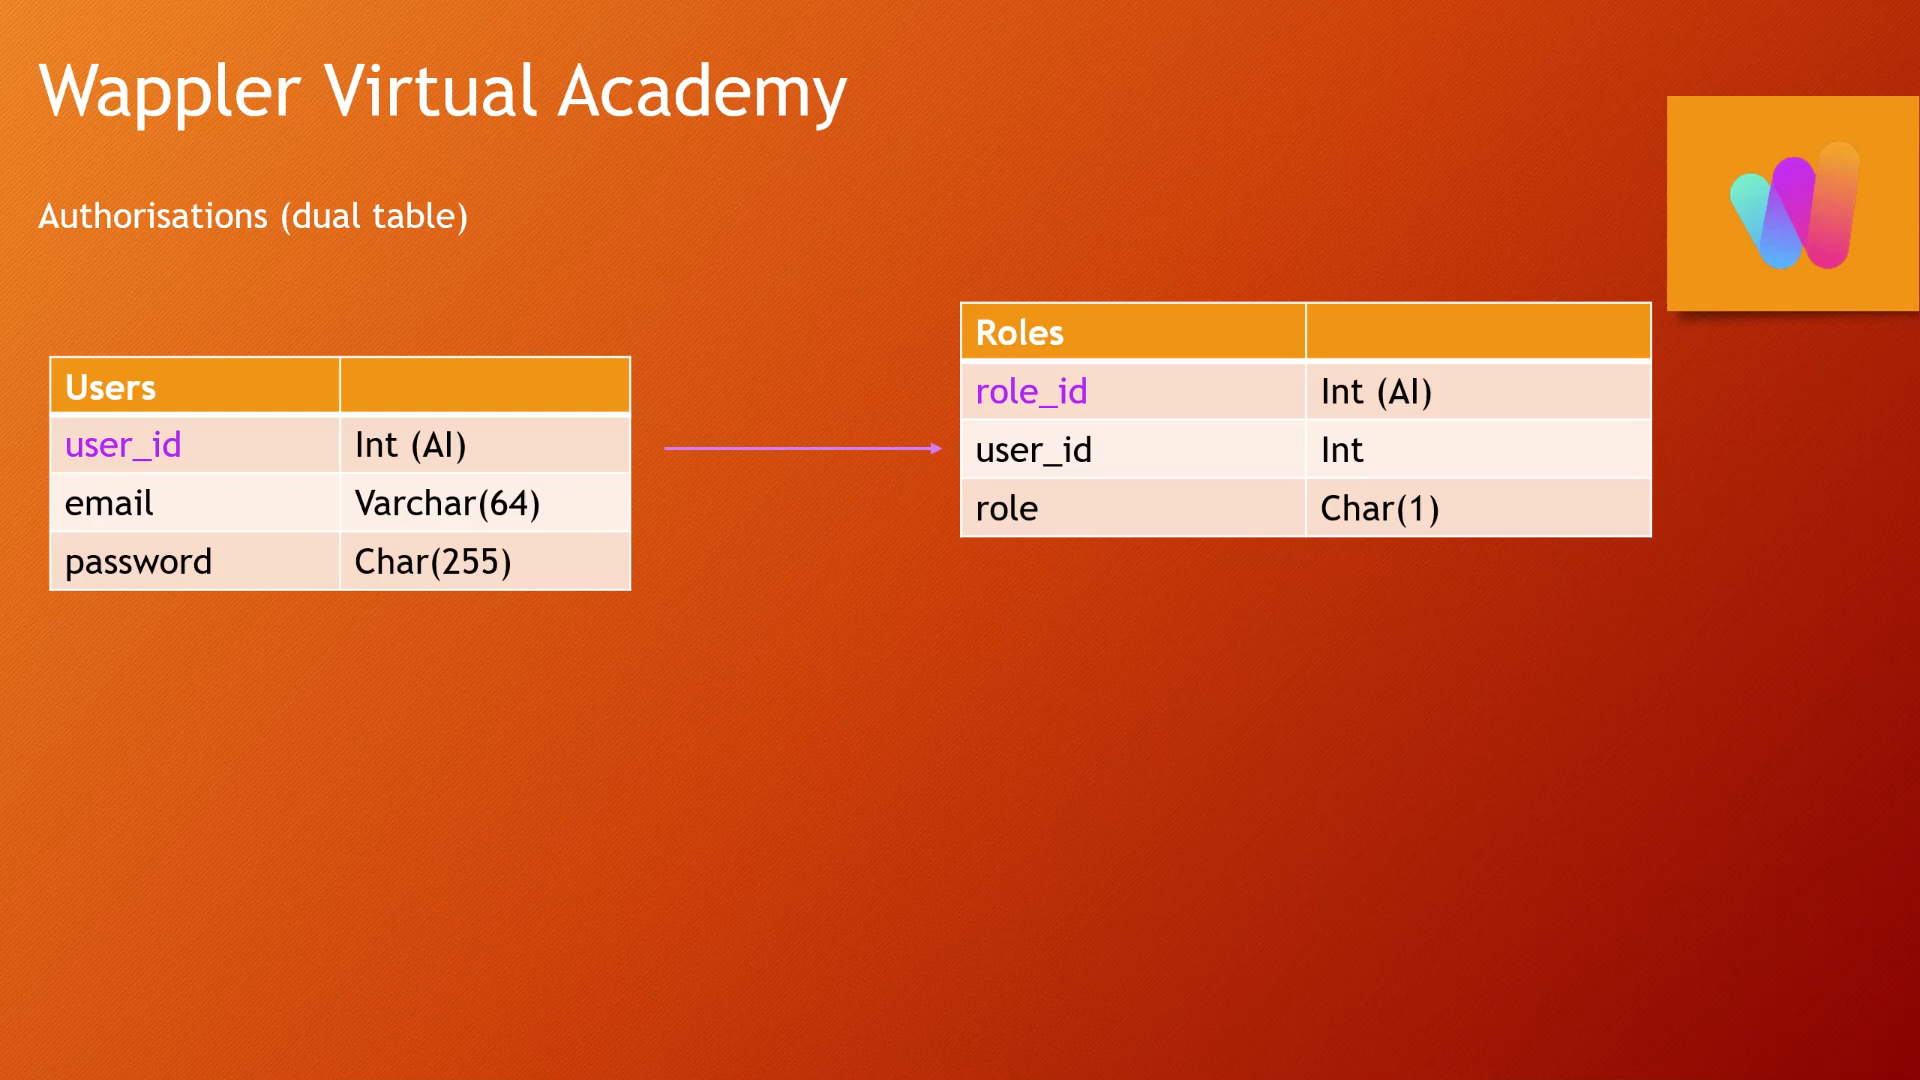 Wappler Virtual Academy
Authorisations (dual table)
Users
user_id Int (AI)
email Varchar(64)
password Char(255)
Roles
role_id Int (AI)
user_id Int
role Char(1)